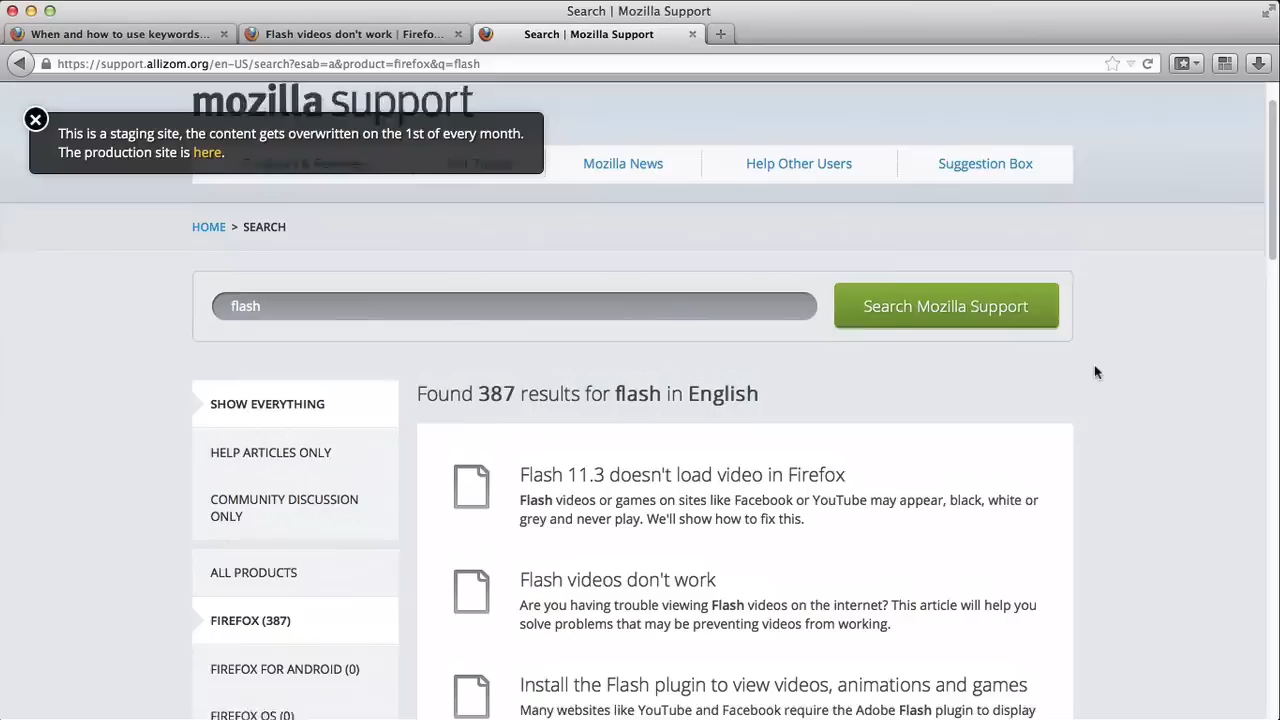 Search | Mozilla Support
When and how to use keywords...
Flash videos don't work | Firefo...
Search | Mozilla Support
https://support.allizom.org/en-US/search?esab=a&product=firefox&q=flash
mozilla support
This is a staging site, the content gets overwritten on the 1st of every month.
The production site is here.
Mozilla News
Help Other Users
Suggestion Box
HOME > SEARCH
flash
Search Mozilla Support
SHOW EVERYTHING
HELP ARTICLES ONLY
COMMUNITY DISCUSSION
ONLY
ALL PRODUCTS
FIREFOX (387)
FIREFOX FOR ANDROID (0)
FIREFOX OS (0)
Found 387 results for flash in English
Flash 11.3 doesn't load video in Firefox
Flash videos or games on sites like Facebook or YouTube may appear, black, white or
grey and never play. We'll show how to fix this.
Flash videos don't work
Are you having trouble viewing Flash videos on the internet? This article will help you
solve problems that may be preventing videos from working.
Install the Flash plugin to view videos, animations and games
Many websites like YouTube and Facebook require the Adobe Flash plugin to display